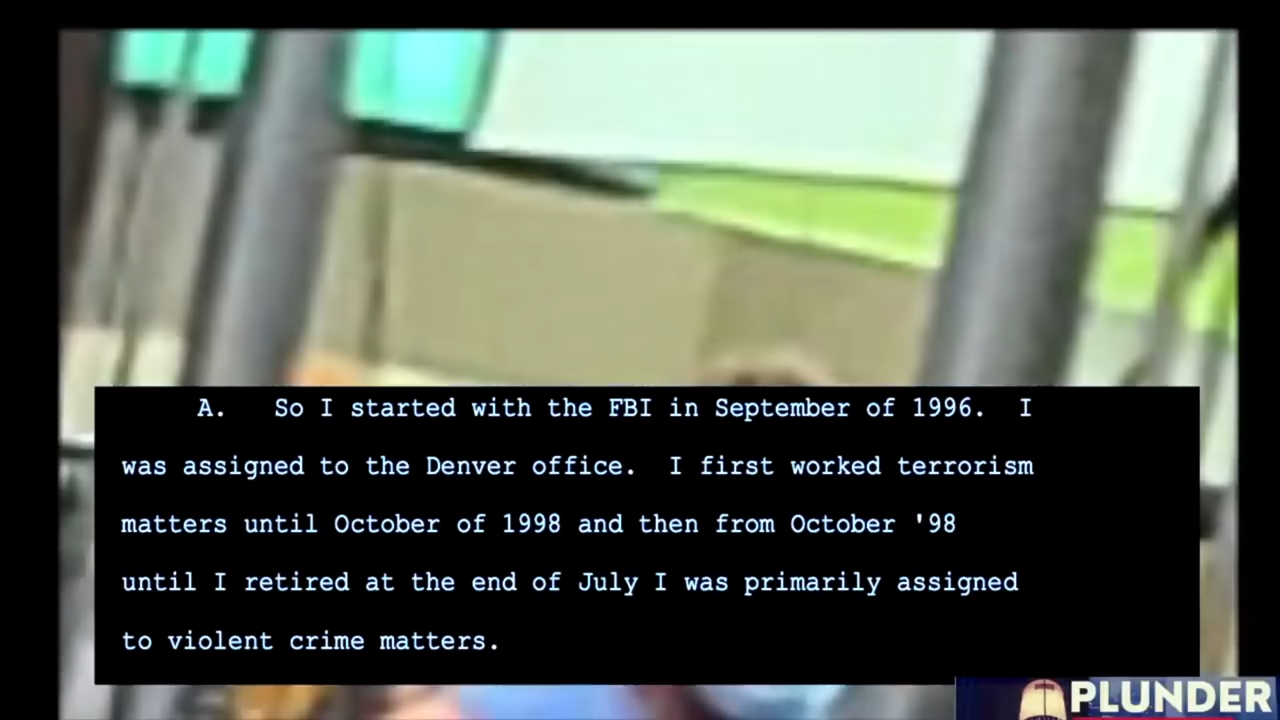 A. So I started with the FBI in September of 1996. I
was assigned to the Denver office. I first worked terrorism
matters until October of 1998 and then from October '98
until I retired at the end of July I was primarily assigned
to violent crime matters.
PLUNDER